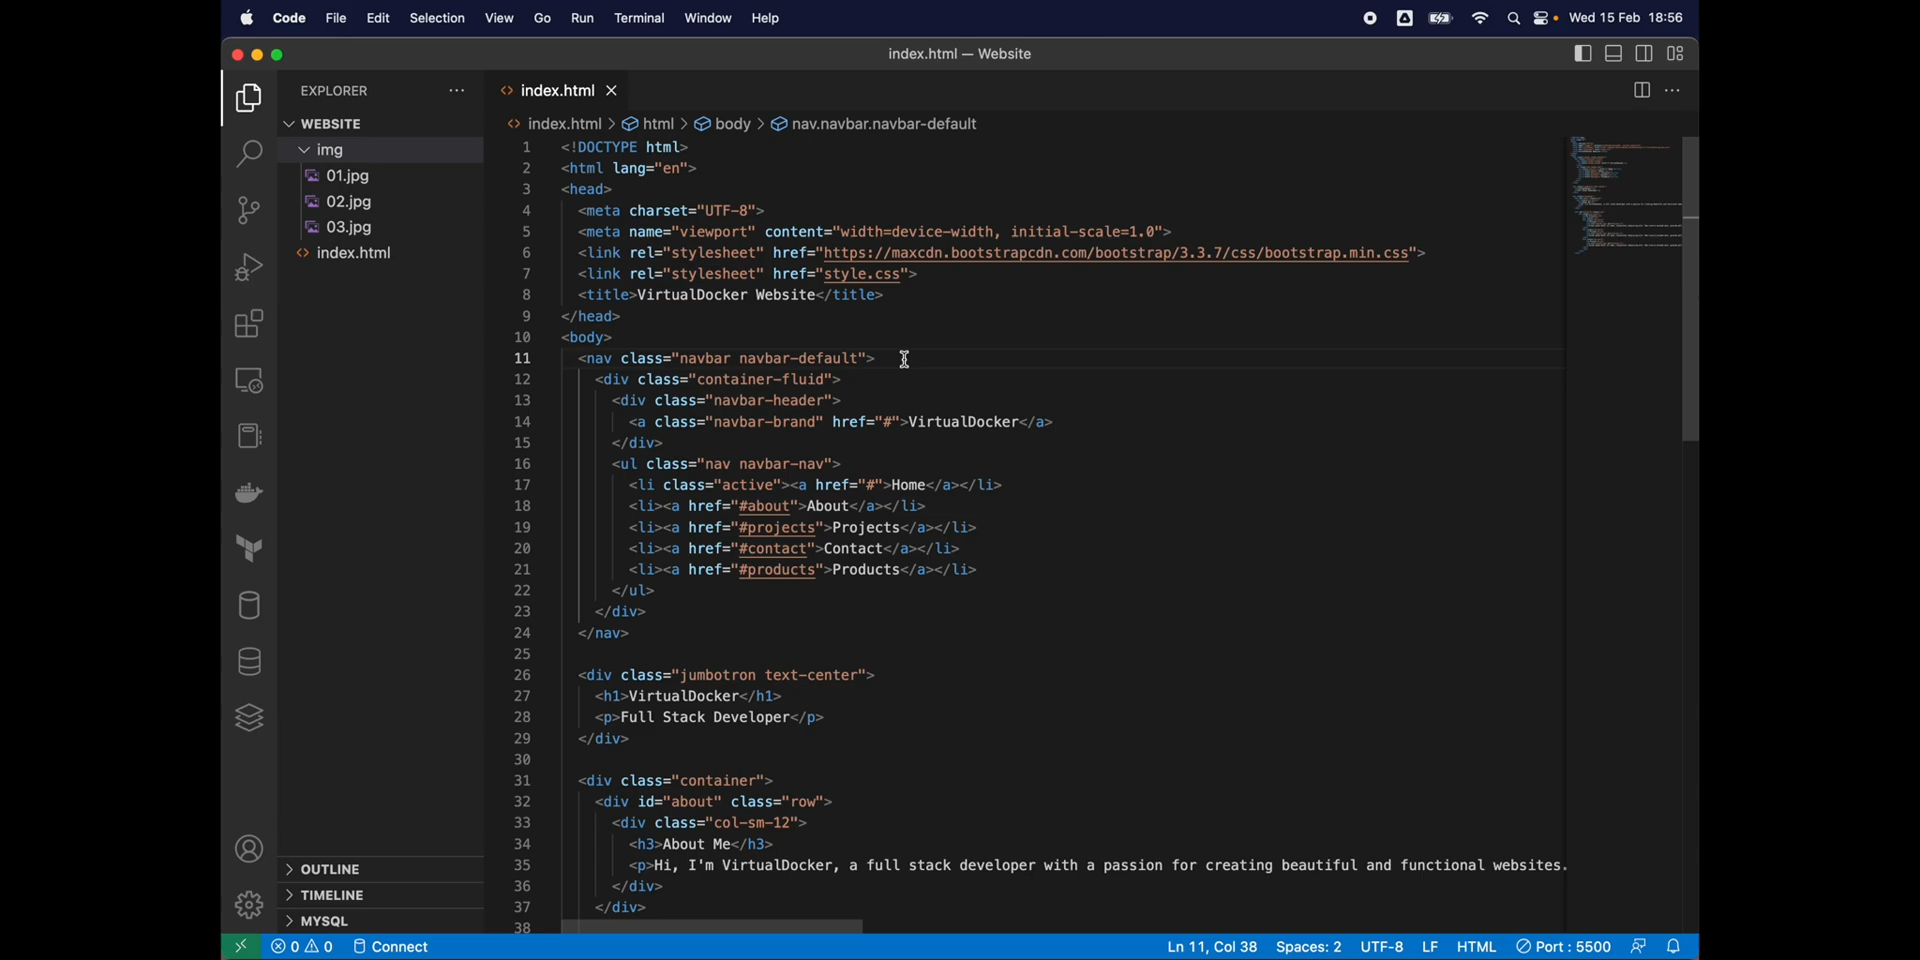 Code File Edit Selection View Go Run Terminal Window Help Wed 15 Feb 18:56
index.html — Website
EXPLORER ···
WEBSITE
img
01.jpg
02.jpg
03.jpg
index.html
OUTLINE
TIMELINE
MYSQL
index.html
index.html > html > body > nav.navbar.navbar-default
1 <!DOCTYPE html>
2 <html lang="en">
3 <head>
4 <meta charset="UTF-8">
5 <meta name="viewport" content="width=device-width, initial-scale=1.0">
6 <link rel="stylesheet" href="https://maxcdn.bootstrapcdn.com/bootstrap/3.3.7/css/bootstrap.min.css">
7 <link rel="stylesheet" href="style.css">
8 <title>VirtualDocker Website</title>
9 </head>
10 <body>
11 <nav class="navbar navbar-default">
12 <div class="container-fluid">
13 <div class="navbar-header">
14 <a class="navbar-brand" href="#">VirtualDocker</a>
15 </div>
16 <ul class="nav navbar-nav">
17 <li class="active"><a href="#">Home</a></li>
18 <li><a href="#about">About</a></li>
19 <li><a href="#projects">Projects</a></li>
20 <li><a href="#contact">Contact</a></li>
21 <li><a href="#products">Products</a></li>
22 </ul>
23 </div>
24 </nav>
25
26 <div class="jumbotron text-center">
27 <h1>VirtualDocker</h1>
28 <p>Full Stack Developer</p>
29 </div>
30
31 <div class="container">
32 <div id="about" class="row">
33 <div class="col-sm-12">
34 <h3>About Me</h3>
35 <p>Hi, I'm VirtualDocker, a full stack developer with a passion for creating beautiful and functional websites.
36 </div>
37 </div>
38
0 0 Connect Ln 11, Col 38 Spaces: 2 UTF-8 LF HTML Port : 5500